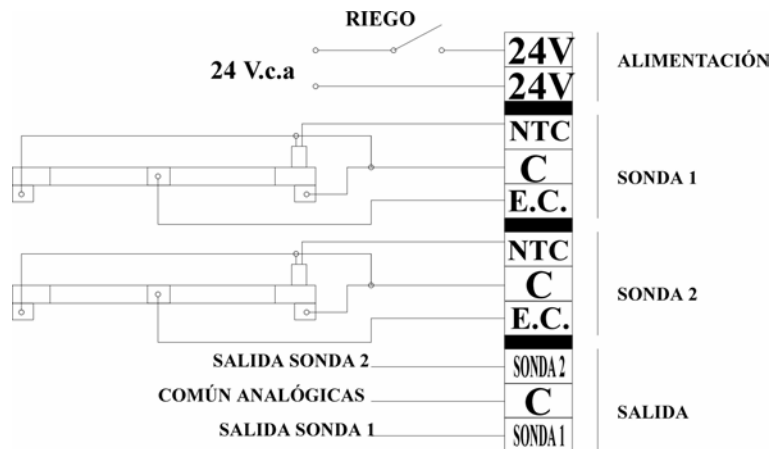 RIEGO
24 V.c.a
24V
24V
ALIMENTACIÓN
NTC
C
E.C.
SONDA 1
NTC
C
E.C.
SONDA 2
SALIDA SONDA 2
SONDA 2
COMÚN ANALÓGICAS
C
SALIDA
SALIDA SONDA 1
SONDA 1